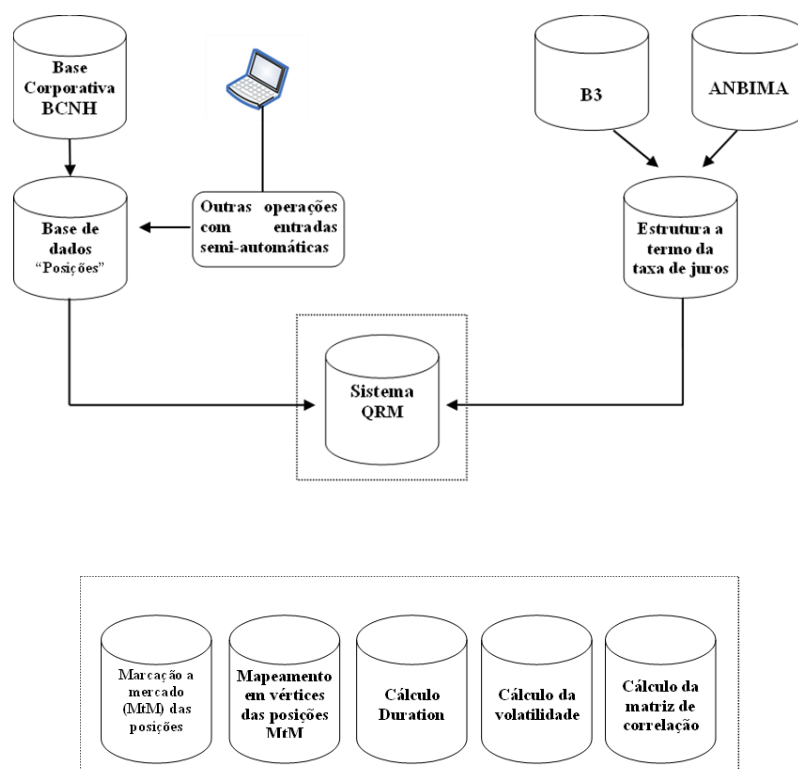 Base
Corporativa
BCNH
B3
ANBIMA
Base de
dados
“Posições”
Outras operações
com entradas
semi-automáticas
Estrutura a
termo da
taxa de juros
Sistema
QRM
Marcação a
mercado
(MtM) das
posições
Mapeamento
em vértices
das posições
MtM
Cálculo
Duration
Cálculo da
volatilidade
Cálculo da
matriz de
correlação